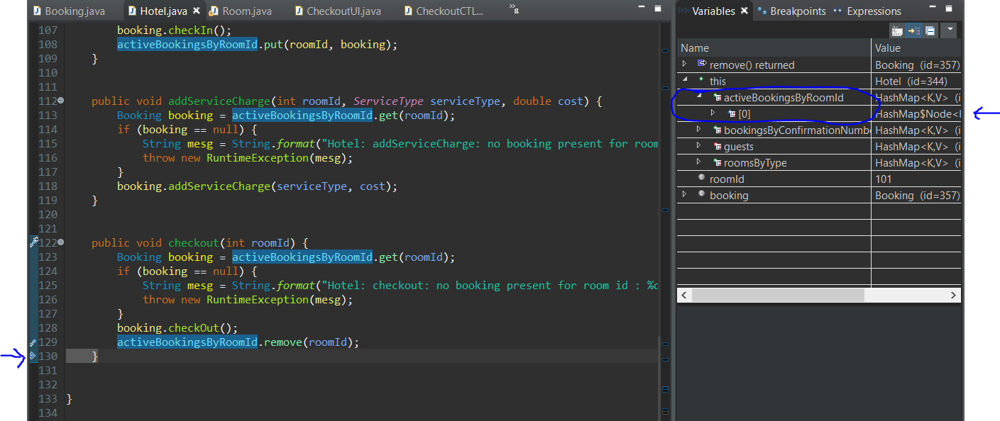 Booking.java Hotel.java Room.java CheckoutUI.java CheckoutCTL... »8
107 booking.checkIn();
108 activeBookingsByRoomId.put(roomId, booking);
109 }
110
111
112 public void addServiceCharge(int roomId, ServiceType serviceType, double cost) {
113 Booking booking = activeBookingsByRoomId.get(roomId);
114 if (booking == null) {
115 String mesg = String.format("Hotel: addServiceCharge: no booking present for room
116 throw new RuntimeException(mesg);
117 }
118 booking.addServiceCharge(serviceType, cost);
119 }
120
121
122 public void checkout(int roomId) {
123 Booking booking = activeBookingsByRoomId.get(roomId);
124 if (booking == null) {
125 String mesg = String.format("Hotel: checkout: no booking present for room id : %d
126 throw new RuntimeException(mesg);
127 }
128 booking.checkOut();
129 activeBookingsByRoomId.remove(roomId);
130 }
131
132
133 }
134
(x)= Variables Breakpoints Expressions
Name Value
remove() returned Booking (id=357)
this Hotel (id=344)
activeBookingsByRoomId HashMap<K,V> (i
[0] HashMap$Node<K
bookingsByConfirmationNumbe HashMap<K,V> (i
guests HashMap<K,V> (i
roomsByType HashMap<K,V> (i
roomId 101
booking Booking (id=357)